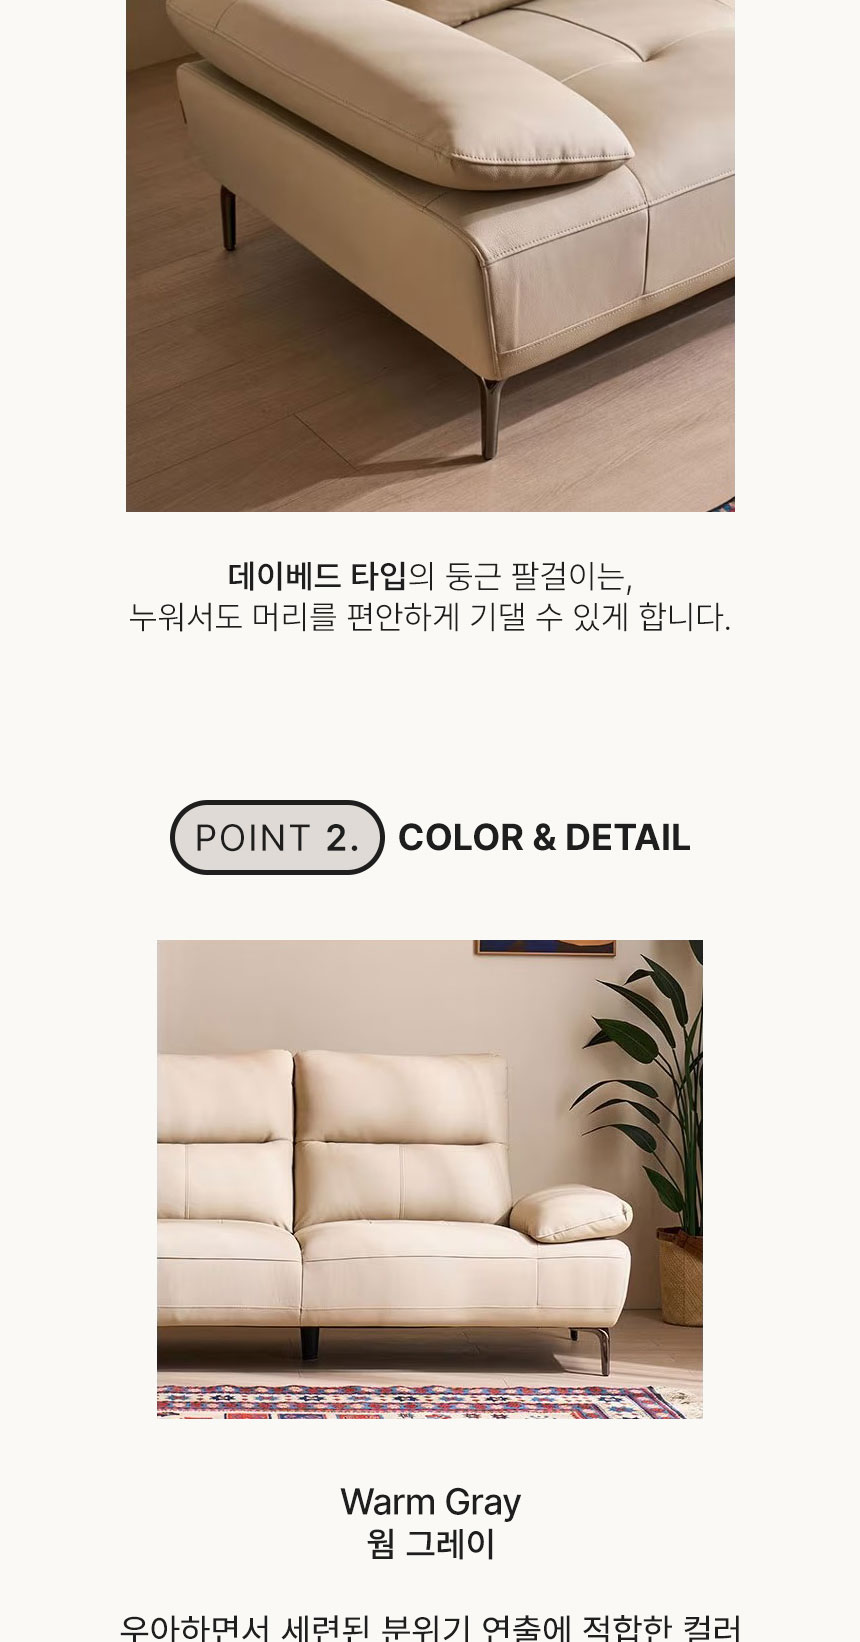 데이베드 타입의 둥근 팔걸이는,
누워서도 머리를 편안하게 기댈 수 있게 합니다.
POINT 2. COLOR & DETAIL
Warm Gray
웜 그레이
우아하면서 세련된 분위기 연출에 적합한 컬러